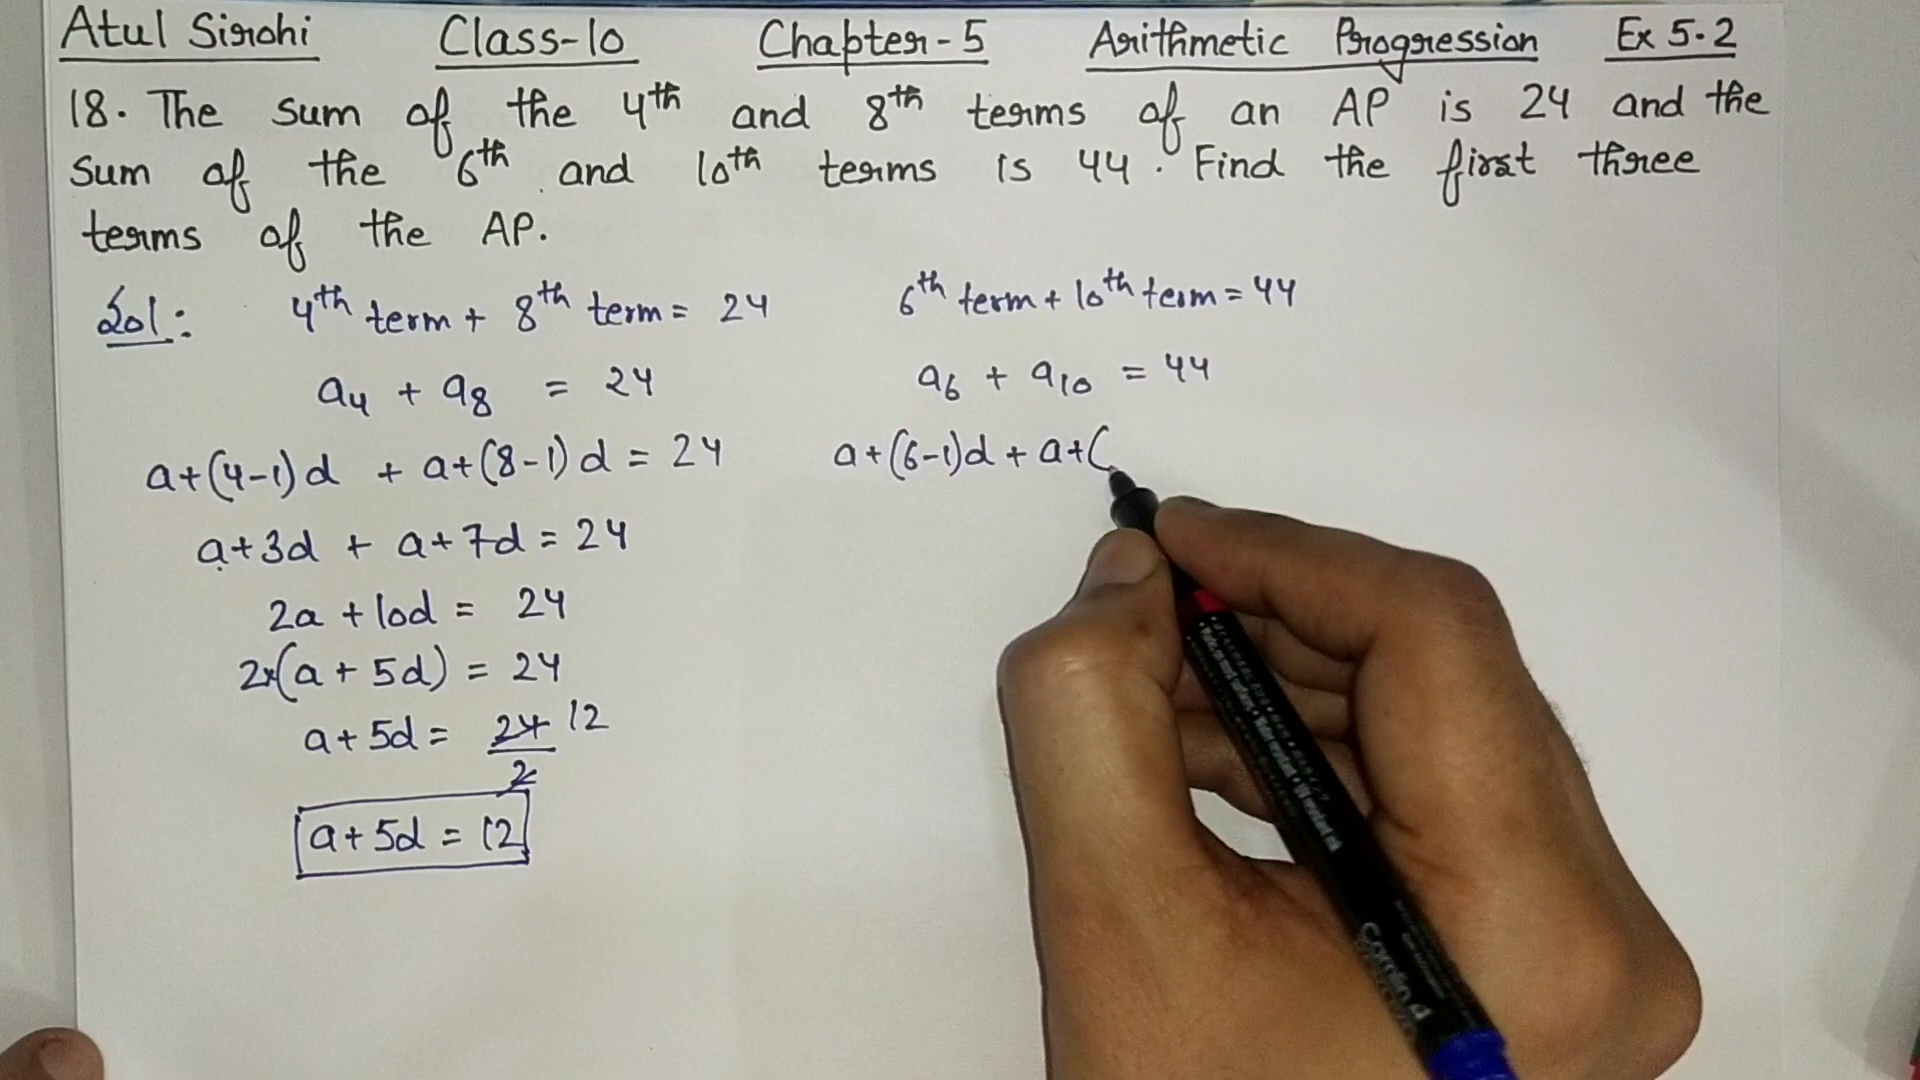 Atul Sirohi Class-10 Chapter-5 Arithmetic Progression Ex 5.2
18. The sum of the 4th and 8th terms of an AP is 24 and the
sum of the 6th and 10th terms is 44. Find the first three
terms of the AP.
Sol: 4th term + 8th term = 24
a4 + a8 = 24
a+(4-1)d + a+(8-1)d = 24
a+3d + a+7d = 24
2a + 10d = 24
2×(a + 5d) = 24
a+5d = 24/2 12
a+5d = 12
6th term + 10th term = 44
a6 + a10 = 44
a+(6-1)d + a+(
Camlin